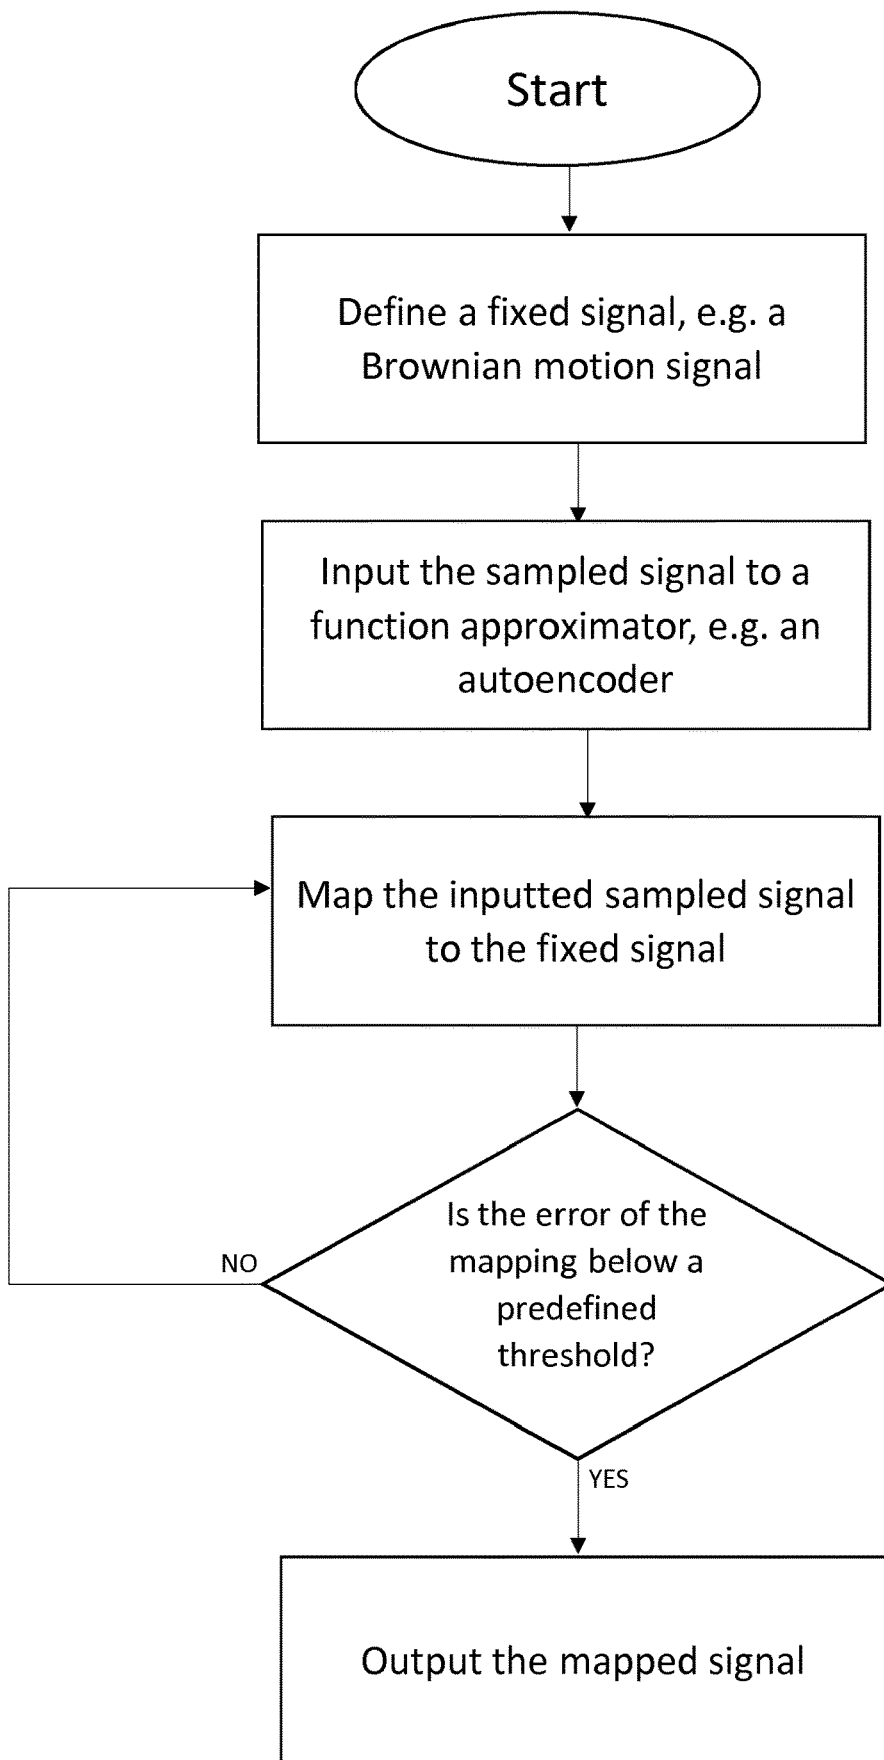 Start
Define a fixed signal, e.g. a
Brownian motion signal
Input the sampled signal to a
function approximator, e.g. an
autoencoder
Map the inputted sampled signal
to the fixed signal
Is the error of the
mapping below a
predefined
threshold?
NO
YES
Output the mapped signal